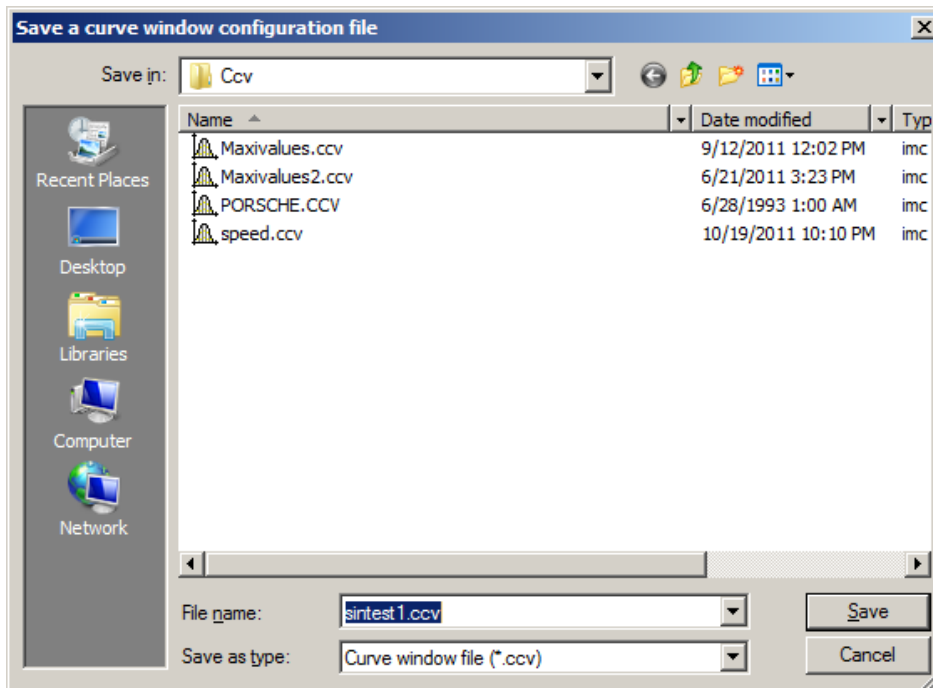 Save a curve window configuration file
Save in: Ccv
Name Date modified Typ
Maxivalues.ccv 9/12/2011 12:02 PM imc
Maxivalues2.ccv 6/21/2011 3:23 PM imc
PORSCHE.CCV 6/28/1993 1:00 AM imc
speed.ccv 10/19/2011 10:10 PM imc
Recent Places
Desktop
Libraries
Computer
Network
File name: sintest1.ccv Save
Save as type: Curve window file (*.ccv) Cancel